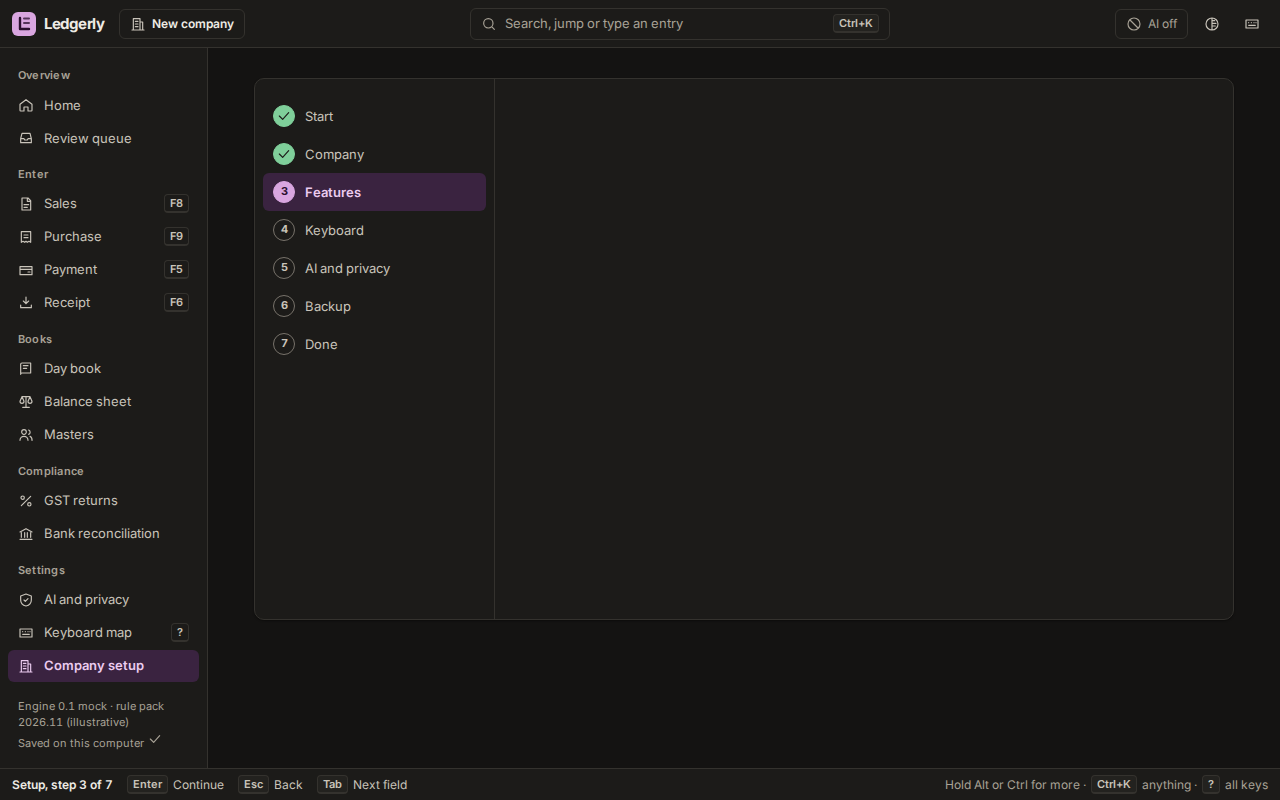 Ledgerly
New company
Search, jump or type an entry
Ctrl+K
AI off
Overview
Home
Review queue
Enter
Sales F8
Purchase F9
Payment F5
Receipt F6
Books
Day book
Balance sheet
Masters
Compliance
GST returns
Bank reconciliation
Settings
AI and privacy
Keyboard map ?
Company setup
Engine 0.1 mock · rule pack
2026.11 (illustrative)
Saved on this computer
Start
Company
3 Features
4 Keyboard
5 AI and privacy
6 Backup
7 Done
Setup, step 3 of 7 Enter Continue Esc Back Tab Next field
Hold Alt or Ctrl for more · Ctrl+K anything · ? all keys